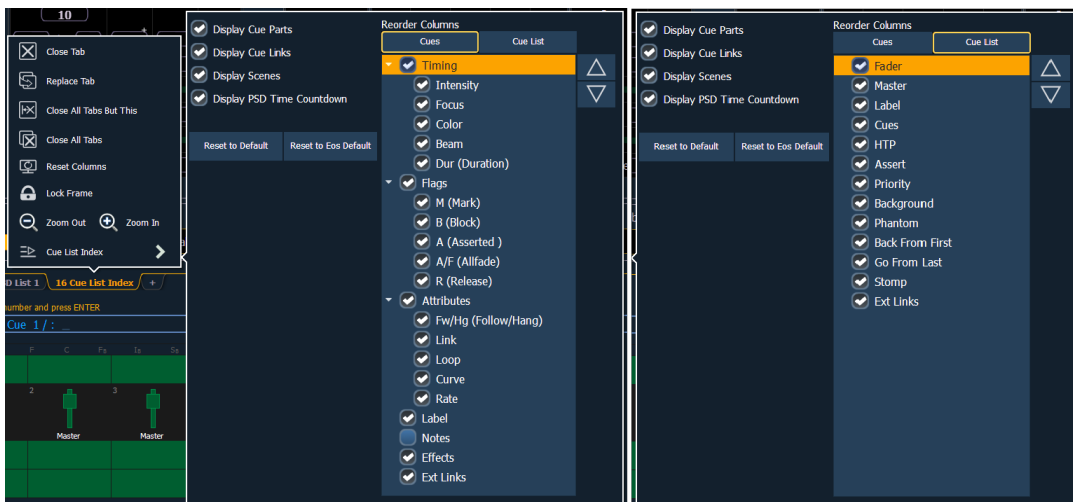 10
Close Tab
Replace Tab
Close All Tabs But This
Close All Tabs
Reset Columns
Lock Frame
Zoom Out Zoom In
Cue List Index
D List 1 16 Cue List Index +
number and press ENTER
Cue 1 / : _
F C Fs Is Ss
2 3
Master Master
Display Cue Parts
Display Cue Links
Display Scenes
Display PSD Time Countdown
Reset to Default Reset to Eos Default
Reorder Columns
Cues Cue List
Timing
Intensity
Focus
Color
Beam
Dur (Duration)
Flags
M (Mark)
B (Block)
A (Asserted )
A/F (Allfade)
R (Release)
Attributes
Fw/Hg (Follow/Hang)
Link
Loop
Curve
Rate
Label
Notes
Effects
Ext Links
Display Cue Parts
Display Cue Links
Display Scenes
Display PSD Time Countdown
Reset to Default Reset to Eos Default
Reorder Columns
Cues Cue List
Fader
Master
Label
Cues
HTP
Assert
Priority
Background
Phantom
Back From First
Go From Last
Stomp
Ext Links